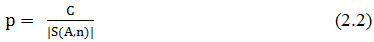 p = C / |S(A,n)| (2.2)